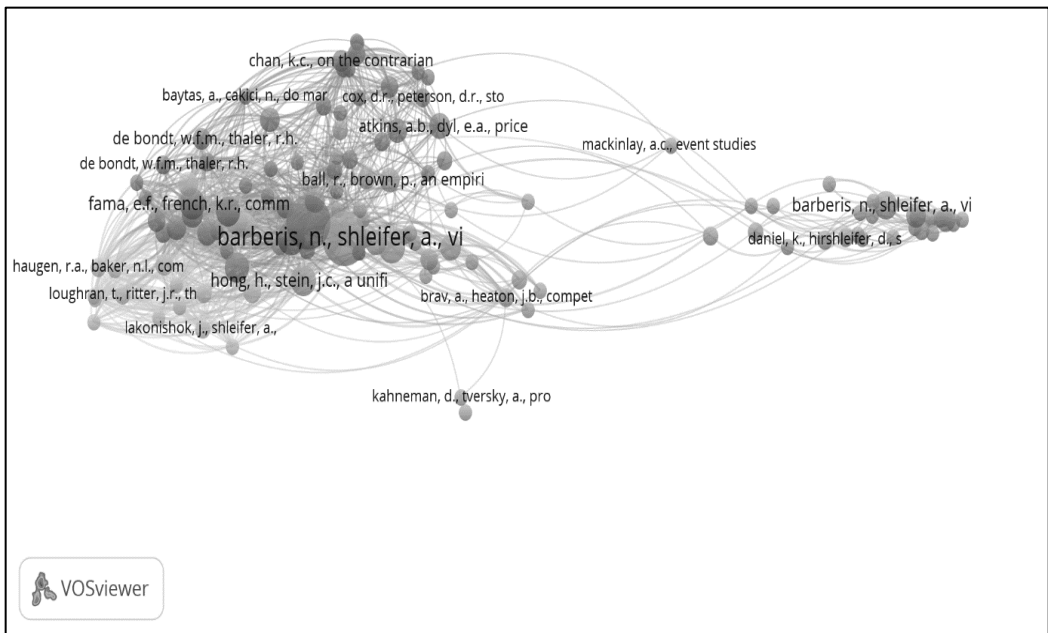 chan, k.c., on the contrarian
baytas, a., cakici, n., do mar
cox, d.r., peterson, d.r., sto
atkins, a.b., dyl, e.a., price
de bondt, w.f.m., thaler, r.h.
mackinlay, a.c., event studies
de bondt, w.f.m., thaler, r.h.
ball, r., brown, p., an empiri
fama, e.f., french, k.r., comm
barberis, n., shleifer, a., vi
barberis, n., shleifer, a., vi
daniel, k., hirshleifer, d., s
haugen, r.a., baker, n.l., com
hong, h., stein, j.c., a unifi
loughran, t., ritter, j.r., th
brav, a., heaton, j.b., compet
lakonishok, j., shleifer, a.,
kahneman, d., tversky, a., pro
VOSviewer